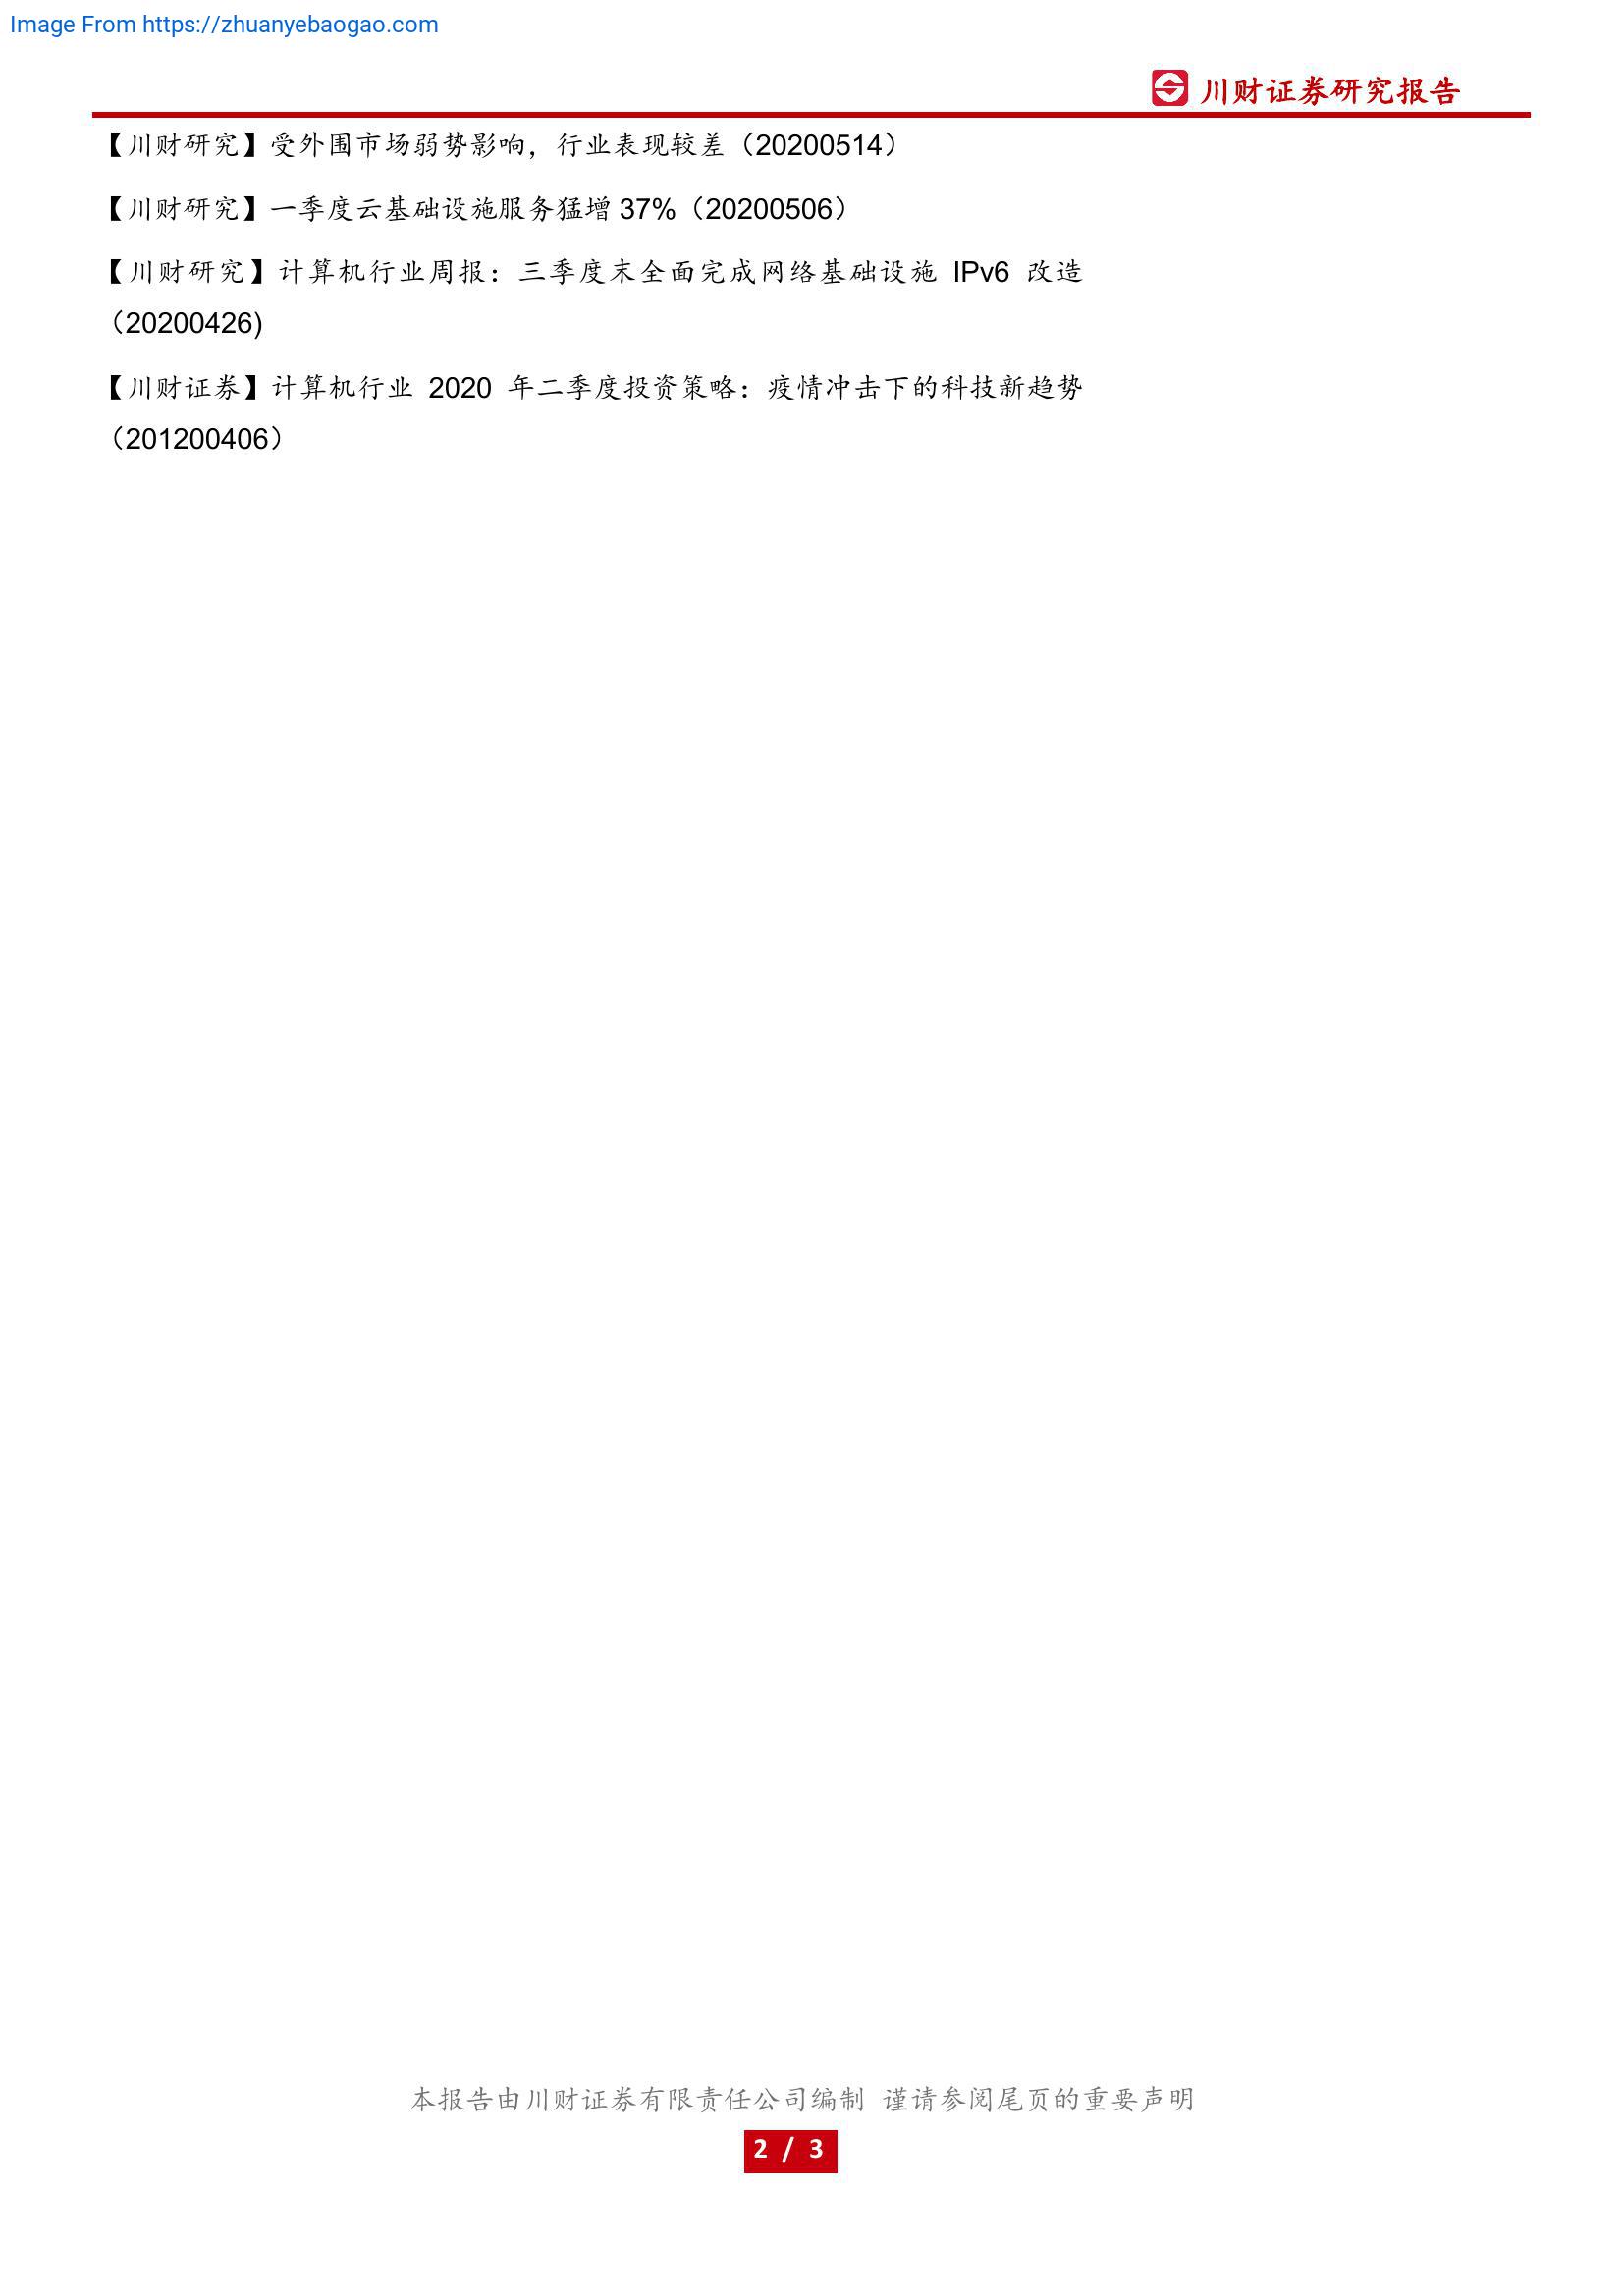 Image From https://zhuanyebaogao.com
川财证券研究报告
【川财研究】受外围市场弱势影响，行业表现较差（20200514）
【川财研究】一季度云基础设施服务猛增 37%（20200506）
【川财研究】计算机行业周报：三季度末全面完成网络基础设施 IPv6 改造
（20200426)
【川财证券】计算机行业 2020 年二季度投资策略：疫情冲击下的科技新趋势
（201200406）
本报告由川财证券有限责任公司编制 谨请参阅尾页的重要声明
2 / 3